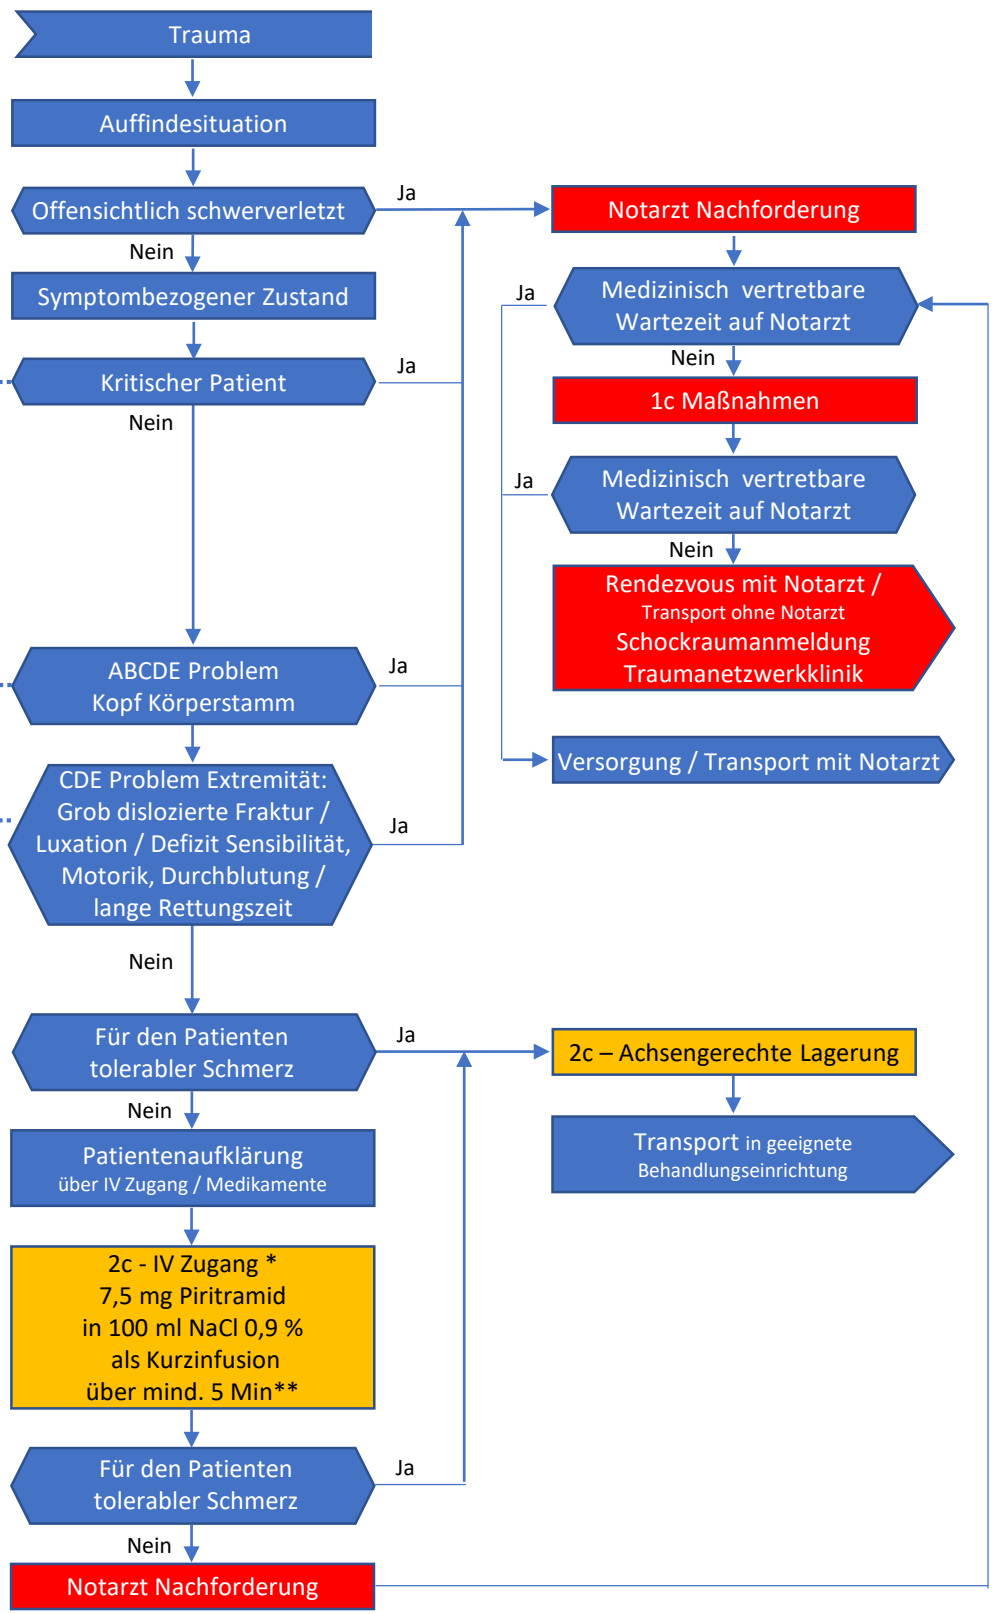 Trauma
Auffindesituation
Offensichtlich schwerverletzt
Ja
Nein
Symptombezogener Zustand
Kritischer Patient
Ja
Nein
ABCDE Problem
Kopf Körperstamm
Ja
CDE Problem Extremität:
Grob dislozierte Fraktur /
Luxation / Defizit Sensibilität,
Motorik, Durchblutung /
lange Rettungszeit
Ja
Nein
Für den Patienten
tolerabler Schmerz
Ja
Nein
Patientenaufklärung
über IV Zugang / Medikamente
2c - IV Zugang *
7,5 mg Piritramid
in 100 ml NaCl 0,9 %
als Kurzinfusion
über mind. 5 Min**
Für den Patienten
tolerabler Schmerz
Ja
Nein
Notarzt Nachforderung
Notarzt Nachforderung
Medizinisch vertretbare
Wartezeit auf Notarzt
Ja
Nein
1c Maßnahmen
Medizinisch vertretbare
Wartezeit auf Notarzt
Ja
Nein
Rendezvous mit Notarzt /
Transport ohne Notarzt
Schockraumanmeldung
Traumanetzwerkklinik
Versorgung / Transport mit Notarzt
2c – Achsengerechte Lagerung
Transport in geeignete
Behandlungseinrichtung